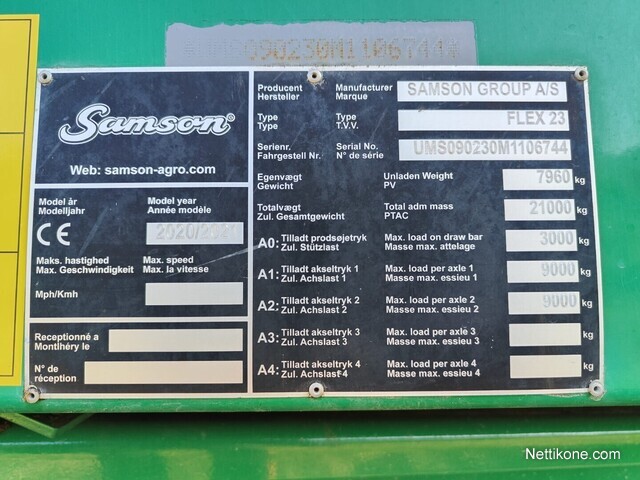 UMS090230M1106744
Samson®
Web: samson-agro.com
Model år Model year
Modeljahr Année modéle
CE 2020/2021
Maks. hastighed Max. speed
Max. Geschwindigkeit Max. la vitesse
Mph/Kmh
Receptionné a
Montlhéry le
N° de
réception
Producent Manufacturer SAMSON GROUP A/S
Hersteller Marque
Type Type FLEX 23
Type T.V.V.
Serienr. Serial No. UMS090230M1106744
Fahrgestell Nr. N° de série
Egenvægt Unladen Weight 7960 kg
Gewicht PV
Totalvægt Total adm mass 21000 kg
Zul. Gesamtgewicht PTAC
A0: Tilladt prodsøjetryk Max. load on draw bar 3000 kg
Zul. Stützlast Masse max. attelage
A1: Tilladt akseltryk 1 Max. load per axle 1 9000 kg
Zul. Achslast 1 Masse max. essieu 1
A2: Tilladt akseltryk 2 Max. load per axle 2 9000 kg
Zul. Achslast 2 Masse max. essieu 2
A3: Tilladt akseltryk 3 Max. load per axle 3 kg
Zul. Achslast 3 Masse max. essieu 3
A4: Tilladt akseltryk 4 Max. load per axle 4 kg
Zul. Achslast 4 Masse max. essieu 4
Nettikone.com